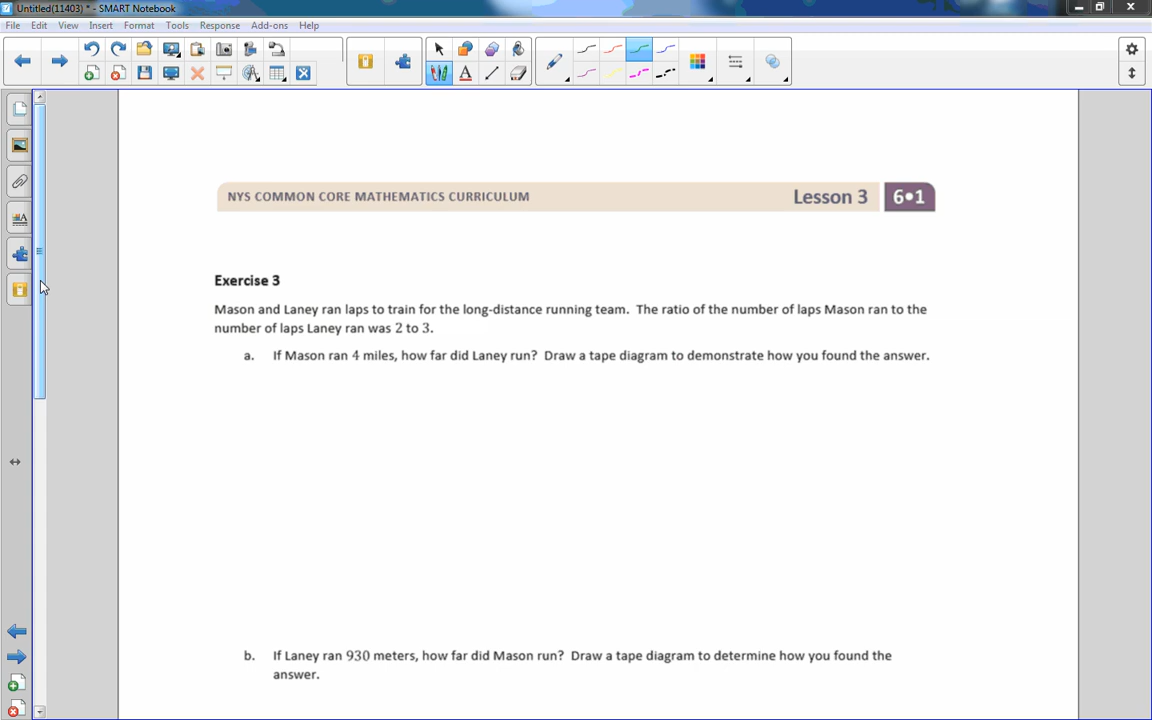 Untitled(11403) * - SMART Notebook
File Edit View Insert Format Tools Response Add-ons Help
NYS COMMON CORE MATHEMATICS CURRICULUM Lesson 3 6•1
Exercise 3
Mason and Laney ran laps to train for the long-distance running team. The ratio of the number of laps Mason ran to the
number of laps Laney ran was 2 to 3.
a. If Mason ran 4 miles, how far did Laney run? Draw a tape diagram to demonstrate how you found the answer.
b. If Laney ran 930 meters, how far did Mason run? Draw a tape diagram to determine how you found the
answer.